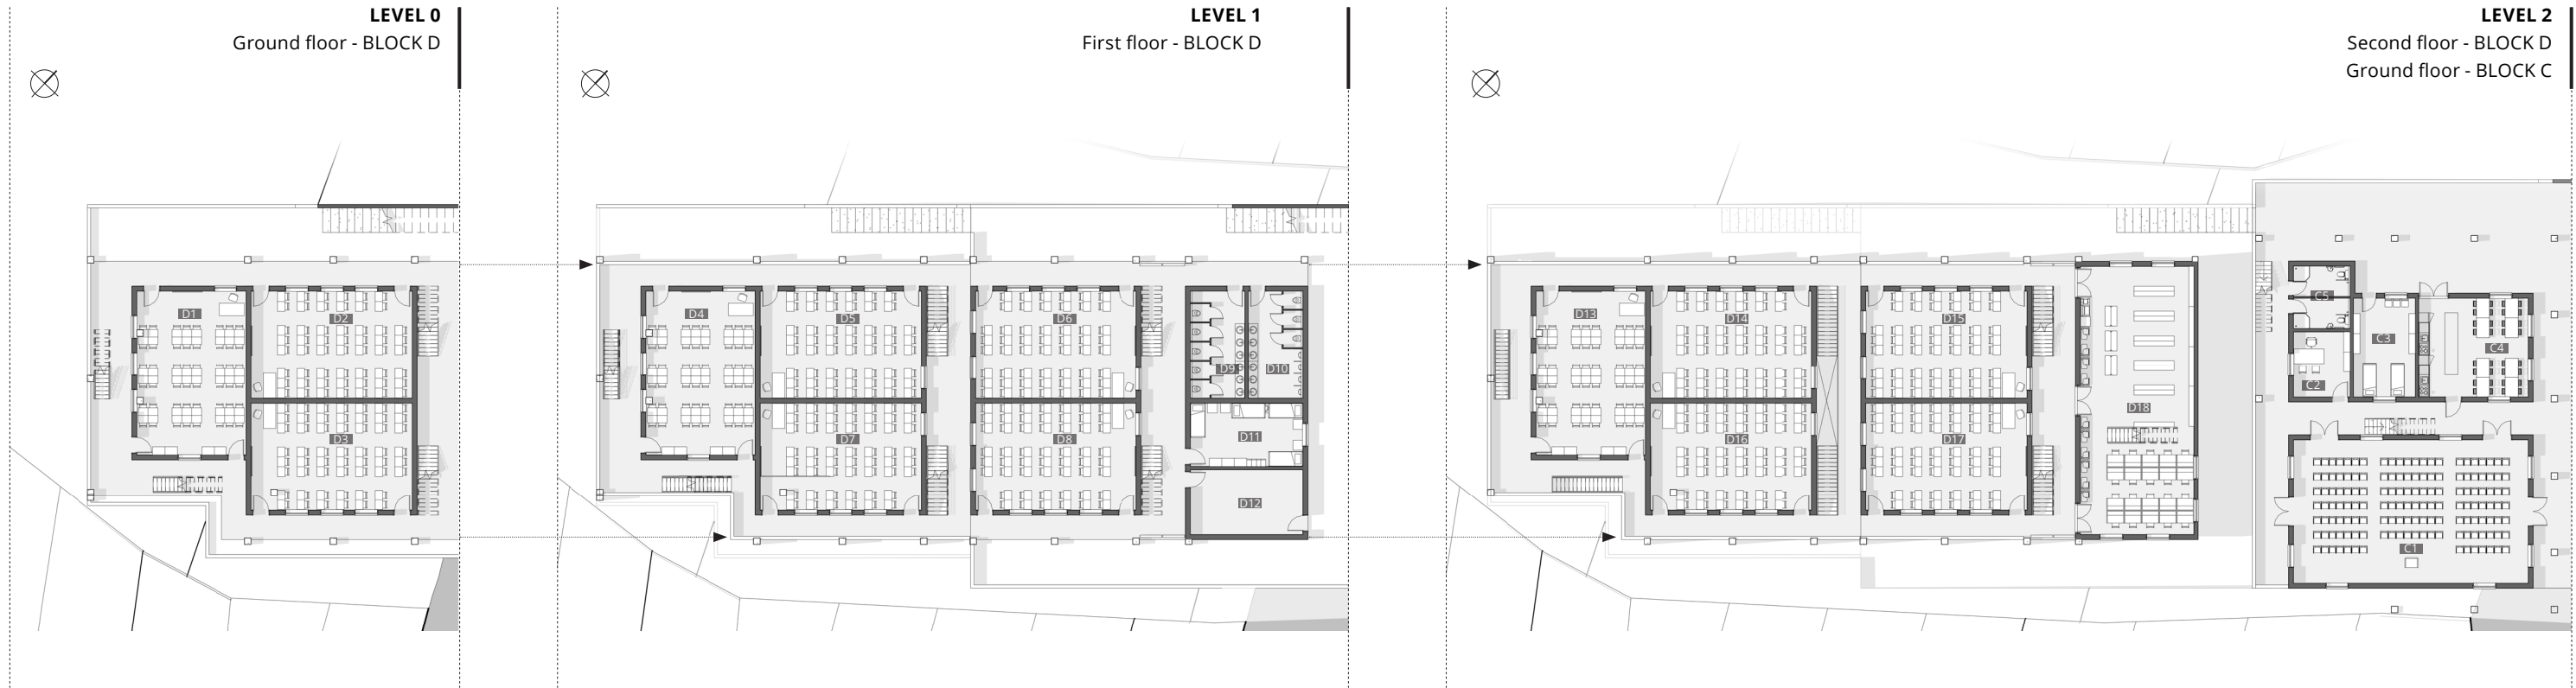 LEVEL 0
Ground floor - BLOCK D
D1
D2
D3
LEVEL 1
First floor - BLOCK D
D4
D5
D6
D7
D8
D9
D10
D11
D12
LEVEL 2
Second floor - BLOCK D
Ground floor - BLOCK C
D13
D14
D15
D16
D17
D18
C5
C3
C4
C2
C1